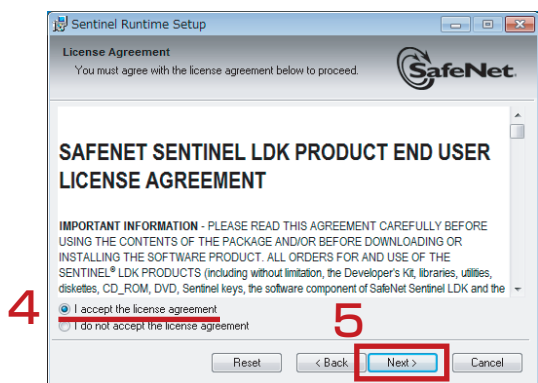 Sentinel Runtime Setup
License Agreement
You must agree with the license agreement below to proceed.
SafeNet.
SAFENET SENTINEL LDK PRODUCT END USER
LICENSE AGREEMENT
IMPORTANT INFORMATION - PLEASE READ THIS AGREEMENT CAREFULLY BEFORE
USING THE CONTENTS OF THE PACKAGE AND/OR BEFORE DOWNLOADING OR
INSTALLING THE SOFTWARE PRODUCT. ALL ORDERS FOR AND USE OF THE
SENTINEL® LDK PRODUCTS (including without limitation, the Developer's Kit, libraries, utilities,
diskettes, CD_ROM, DVD, Sentinel keys, the software component of SafeNet Sentinel LDK and the
4
I accept the license agreement
I do not accept the license agreement
5
Reset
< Back
Next >
Cancel